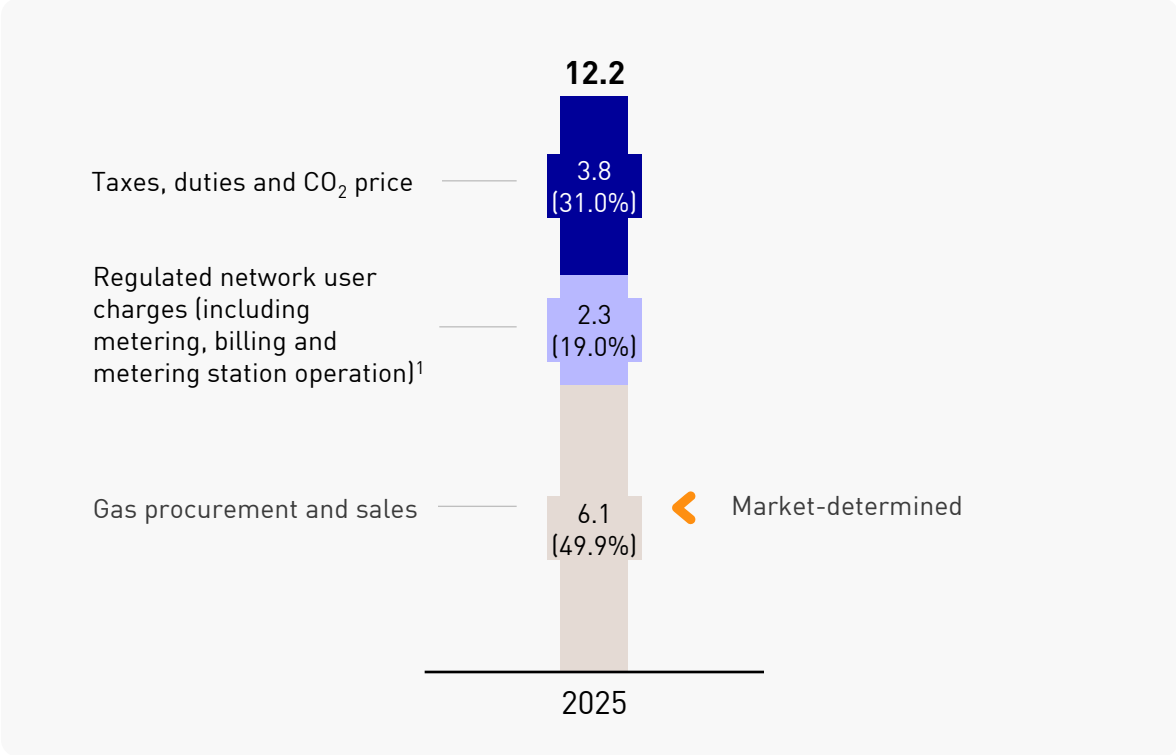 12.2
Taxes, duties and CO₂ price
3.8
(31.0%)
Regulated network user
charges (including
metering, billing and
metering station operation)¹
2.3
(19.0%)
Gas procurement and sales
6.1
(49.9%)
Market-determined
2025